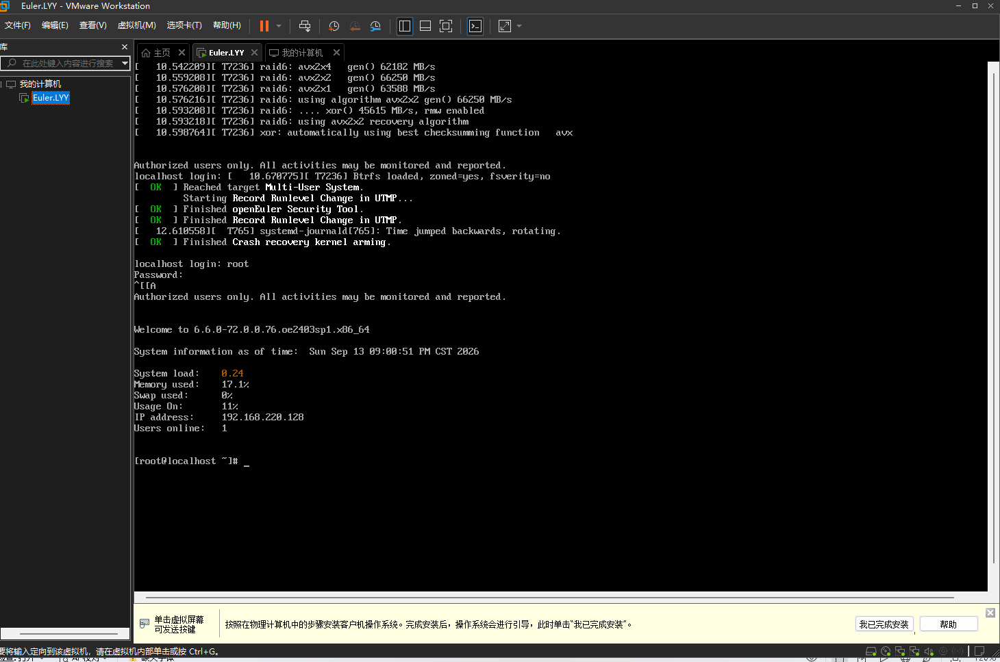 Euler.LYY - VMware Workstation
文件(F) 编辑(E) 查看(V) 虚拟机(M) 选项卡(T) 帮助(H)
库
在此处键入内容进行搜索
我的计算机
Euler.LYY
主页 Euler.LYY 我的计算机
[   10.542209][ T7236] raid6: avx2x4   gen() 62182 MB/s
[   10.559208][ T7236] raid6: avx2x2   gen() 66250 MB/s
[   10.576208][ T7236] raid6: avx2x1   gen() 63588 MB/s
[   10.576216][ T7236] raid6: using algorithm avx2x2 gen() 66250 MB/s
[   10.593208][ T7236] raid6: .... xor() 45615 MB/s, rmw enabled
[   10.593218][ T7236] raid6: using avx2x2 recovery algorithm
[   10.598764][ T7236] xor: automatically using best checksumming function   avx
Authorized users only. All activities may be monitored and reported.
localhost login: [   10.670775][ T7236] Btrfs loaded, zoned=yes, fsverity=no
[  OK  ] Reached target Multi-User System.
         Starting Record Runlevel Change in UTMP...
[  OK  ] Finished openEuler Security Tool.
[  OK  ] Finished Record Runlevel Change in UTMP.
[   12.610558][  T765] systemd-journald[765]: Time jumped backwards, rotating.
[  OK  ] Finished Crash recovery kernel arming.
localhost login: root
Password:
^[[A
Authorized users only. All activities may be monitored and reported.
Welcome to 6.6.0-72.0.0.76.oe2403sp1.x86_64
System information as of time:  Sun Sep 13 09:00:51 PM CST 2026
System load:    0.24
Memory used:    17.1%
Swap used:      0%
Usage On:       11%
IP address:     192.168.220.128
Users online:   1
[root@localhost ~]# _
单击虚拟屏幕
可发送按键
按照在物理计算机中的步骤安装客户机操作系统。完成安装后，操作系统会进行引导，此时单击“我已完成安装”。
我已完成安装 帮助
要将输入定向到该虚拟机，请在虚拟机内部单击或按 Ctrl+G。